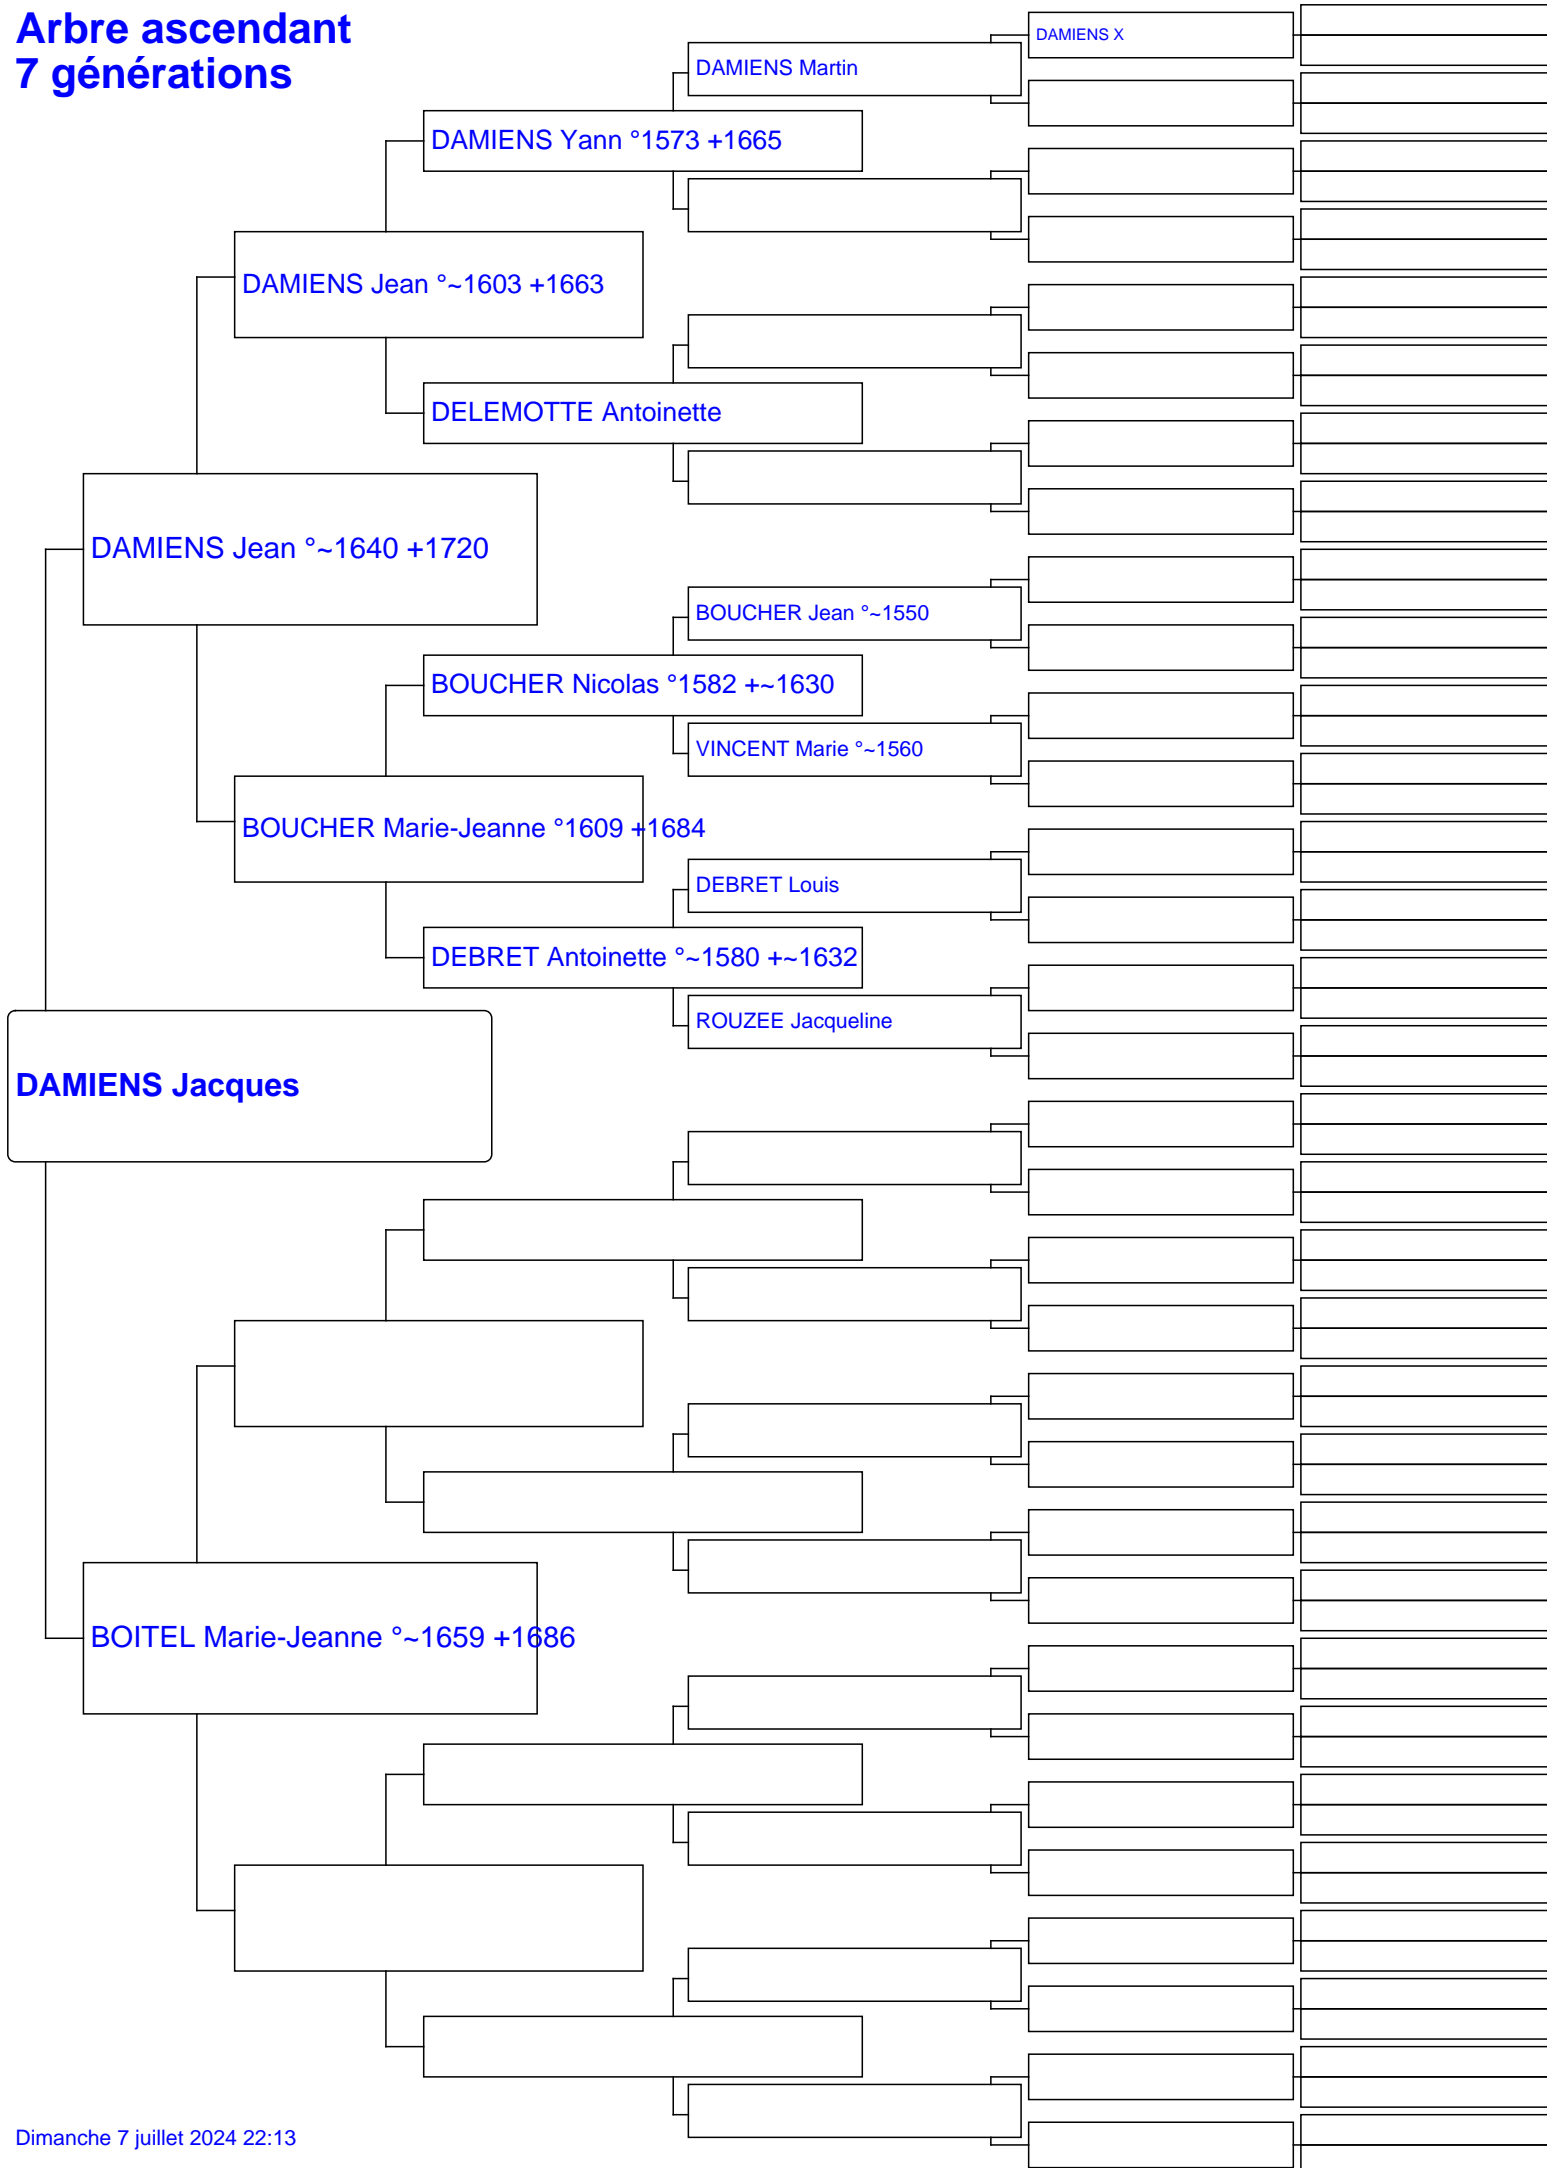 Arbre ascendant
7 générations
DAMIENS X
DAMIENS Martin
DAMIENS Yann °1573 +1665
DAMIENS Jean °~1603 +1663
DELEMOTTE Antoinette
DAMIENS Jean °~1640 +1720
BOUCHER Jean °~1550
BOUCHER Nicolas °1582 +~1630
VINCENT Marie °~1560
BOUCHER Marie-Jeanne °1609 +1684
DEBRET Louis
DEBRET Antoinette °~1580 +~1632
ROUZEE Jacqueline
DAMIENS Jacques
BOITEL Marie-Jeanne °~1659 +1686
Dimanche 7 juillet 2024 22:13